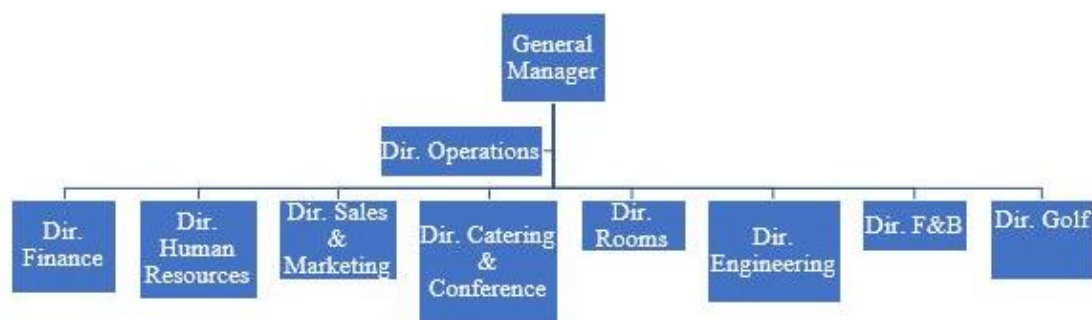 General
Manager
Dir. Operations
Dir.
Finance
Dir.
Human
Resources
Dir. Sales
&
Marketing
Dir. Catering
&
Conference
Dir.
Rooms
Dir.
Engineering
Dir. F&B
Dir. Golf